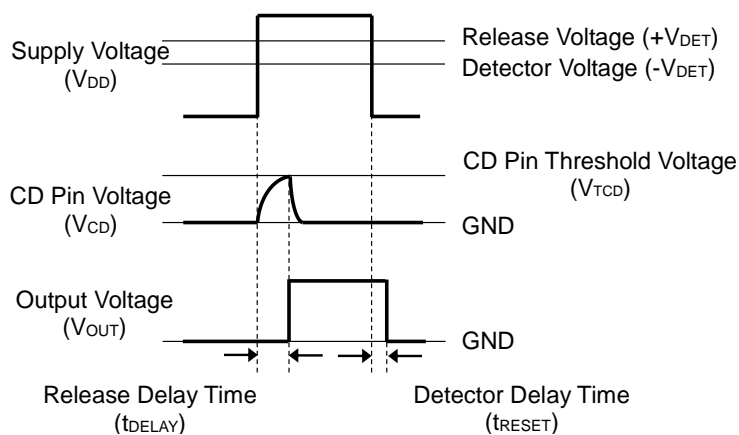 Supply Voltage
(VDD)
Release Voltage (+VDET)
Detector Voltage (-VDET)
CD Pin Threshold Voltage
(VTCD)
CD Pin Voltage
(VCD)
GND
Output Voltage
(VOUT)
GND
Release Delay Time
(tDELAY)
Detector Delay Time
(tRESET)